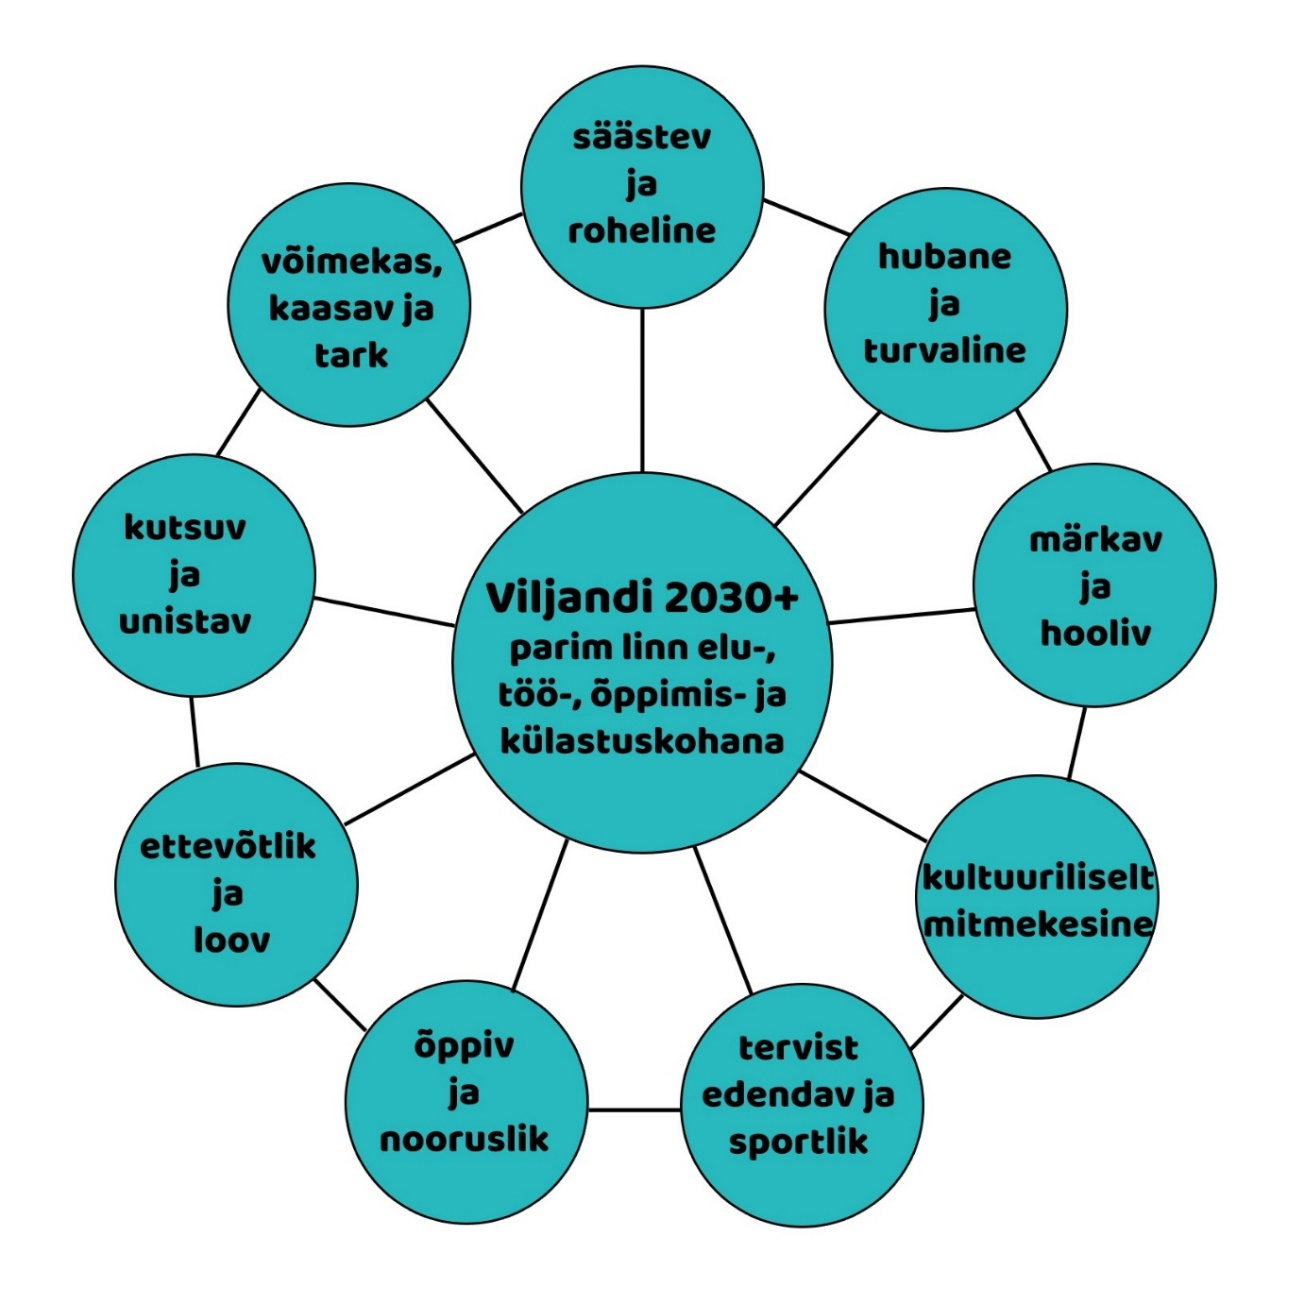 säästev
ja
roheline
hubane
ja
turvaline
märkav
ja
hooliv
kultuuriliselt
mitmekesine
tervist
edendav ja
sportlik
õppiv
ja
nooruslik
ettevõtlik
ja
loov
kutsuv
ja
unistav
võimekas,
kaasav ja
tark
Viljandi 2030+
parim linn elu-,
töö-, õppimis- ja
külastuskohana